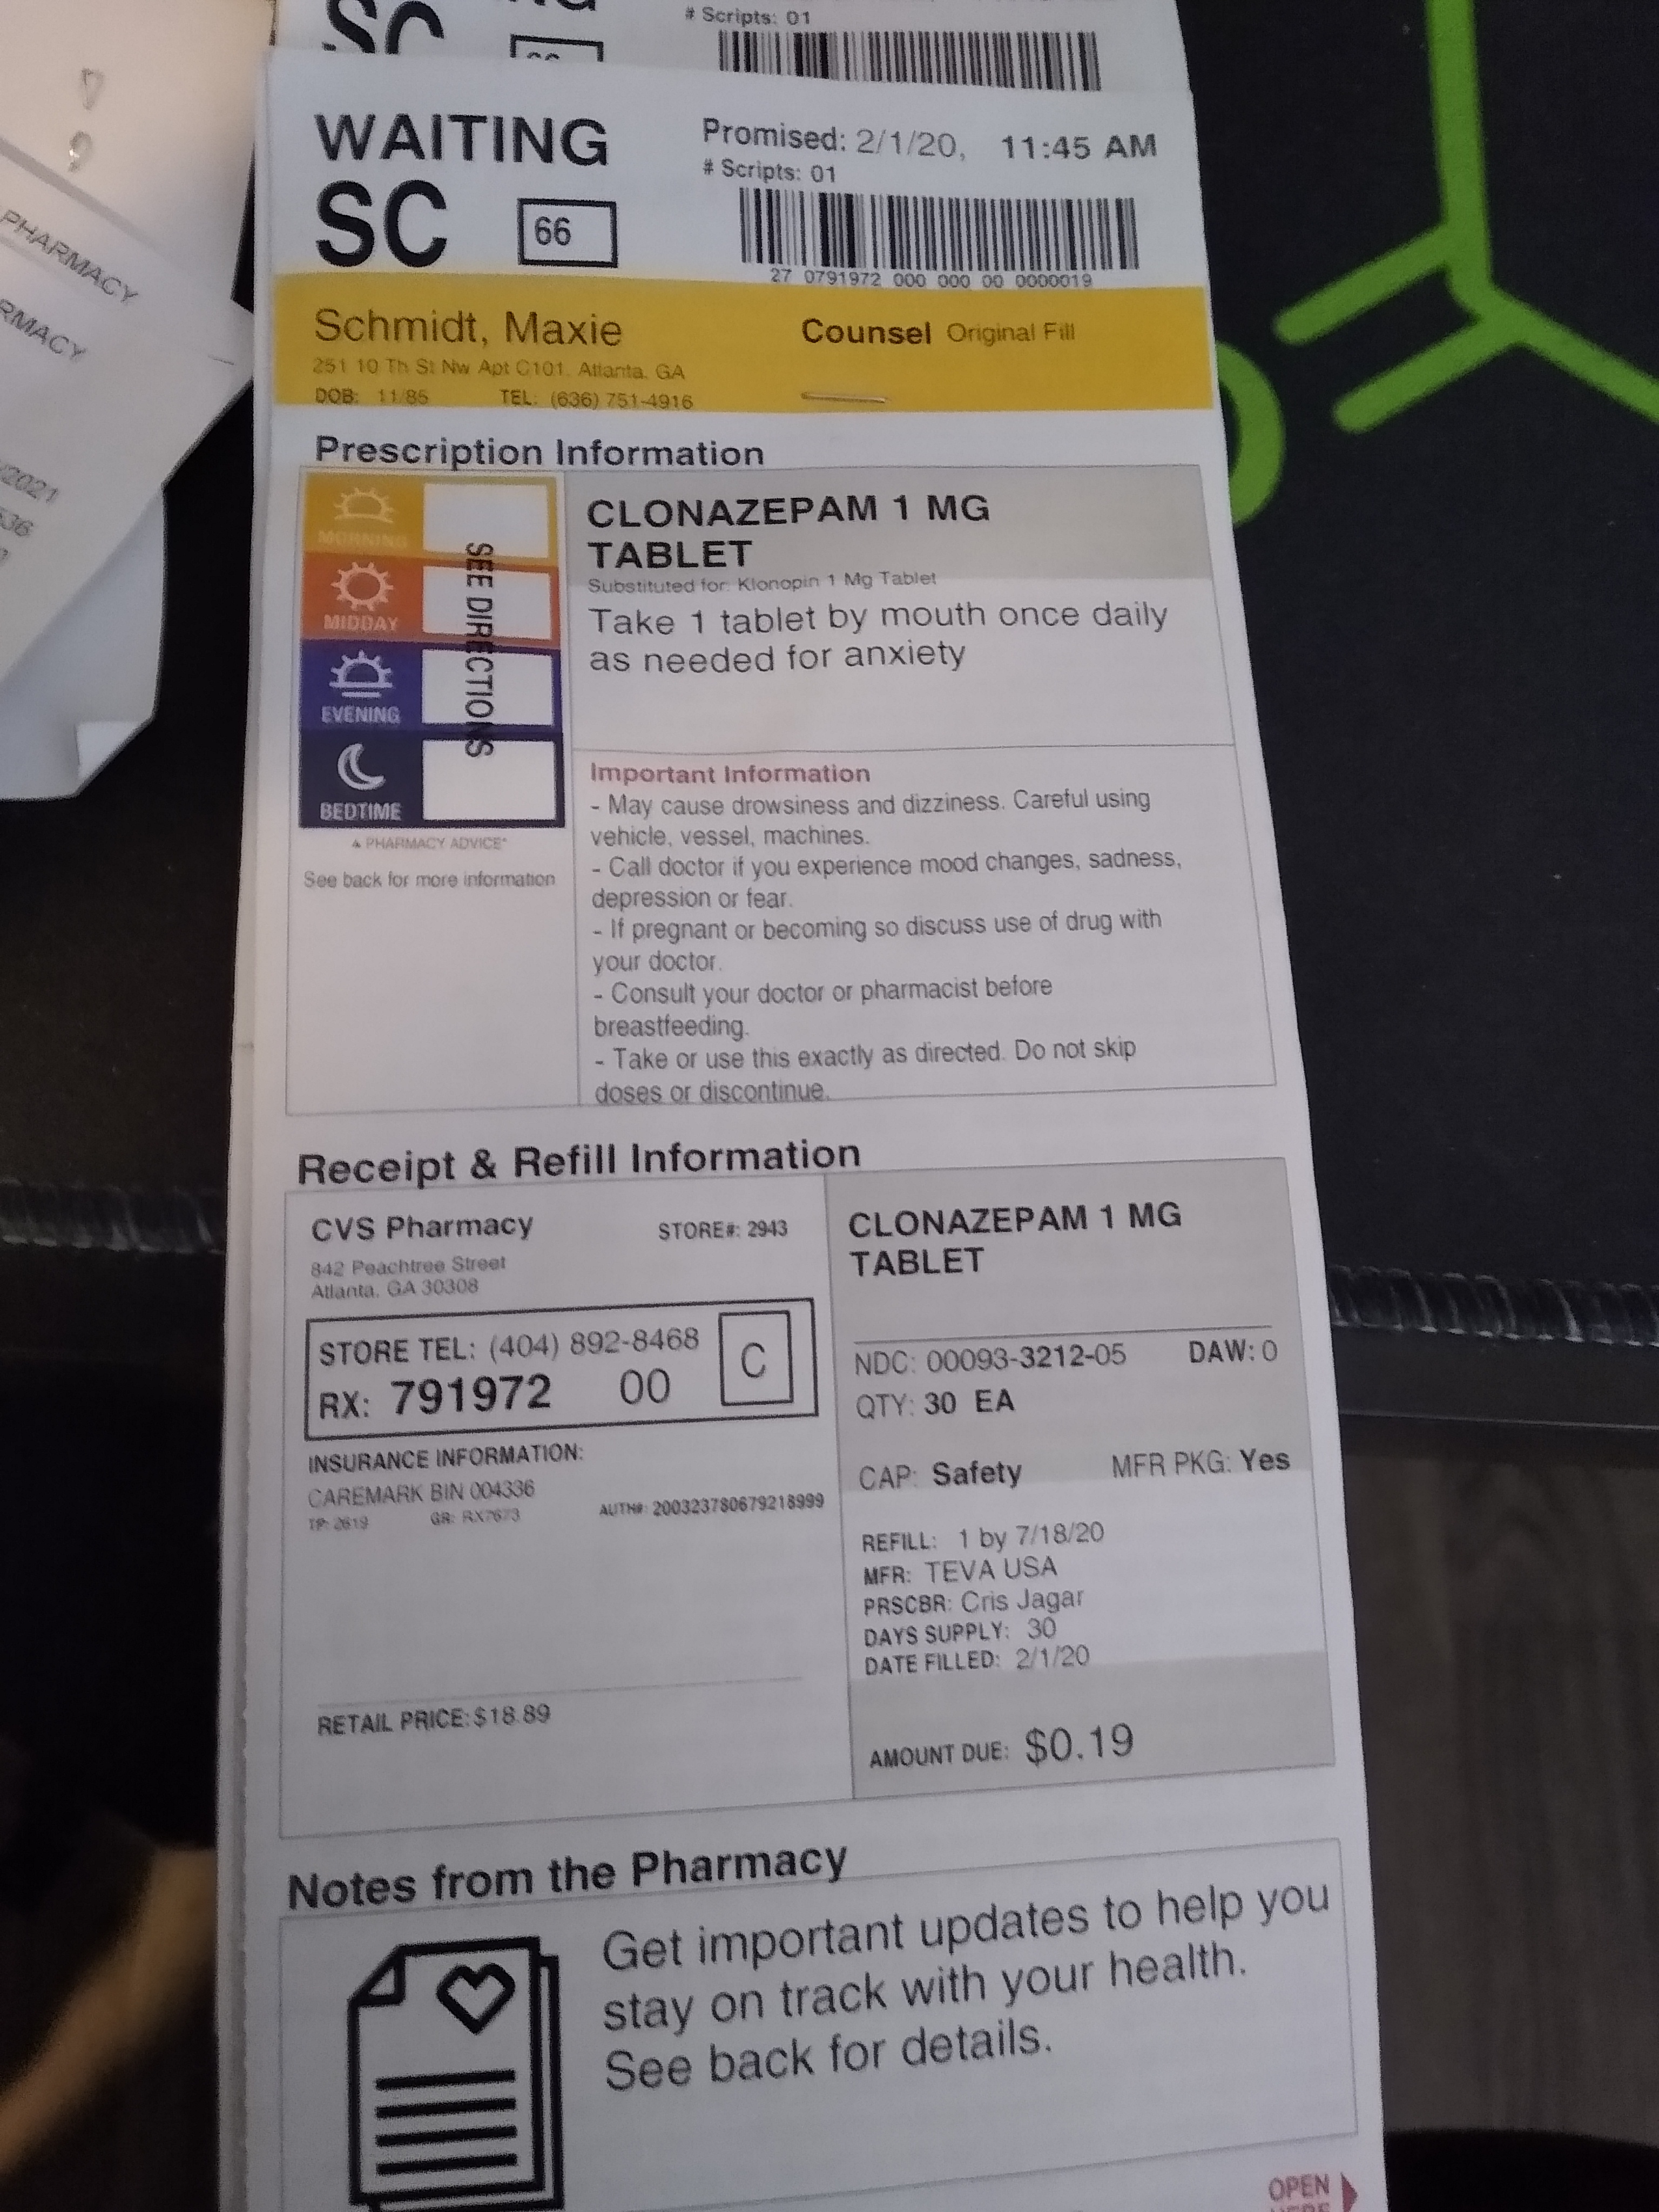 # Scripts: 01
WAITING
Promised: 2/1/20, 11:45 AM
# Scripts: 01
SC 66
27 0791972 000 000 00 0000019
Schmidt, Maxie
Counsel Original Fill
251 10 Th St Nw Apt C101, Atlanta, GA
DOB: 11/85 TEL: (636) 751-4916
Prescription Information
MORNING
MIDDAY
EVENING
BEDTIME
SEE DIRECTIONS
PHARMACY ADVICE*
See back for more information
CLONAZEPAM 1 MG
TABLET
Substituted for: Klonopin 1 Mg Tablet
Take 1 tablet by mouth once daily
as needed for anxiety
Important Information
- May cause drowsiness and dizziness. Careful using
vehicle, vessel, machines.
- Call doctor if you experience mood changes, sadness,
depression or fear.
- If pregnant or becoming so discuss use of drug with
your doctor.
- Consult your doctor or pharmacist before
breastfeeding.
- Take or use this exactly as directed. Do not skip
doses or discontinue.
Receipt & Refill Information
CVS Pharmacy STORE#: 2943
842 Peachtree Street
Atlanta, GA 30308
STORE TEL: (404) 892-8468
RX: 791972 00 C
INSURANCE INFORMATION:
CAREMARK BIN 004336
TP: 2619 GR: RX7673 AUTH#: 200323780679218999
RETAIL PRICE: $18.89
CLONAZEPAM 1 MG
TABLET
NDC: 00093-3212-05 DAW: 0
QTY: 30 EA
CAP: Safety MFR PKG: Yes
REFILL: 1 by 7/18/20
MFR: TEVA USA
PRSCBR: Cris Jagar
DAYS SUPPLY: 30
DATE FILLED: 2/1/20
AMOUNT DUE: $0.19
Notes from the Pharmacy
Get important updates to help you
stay on track with your health.
See back for details.
OPEN
HERE
PHARMACY